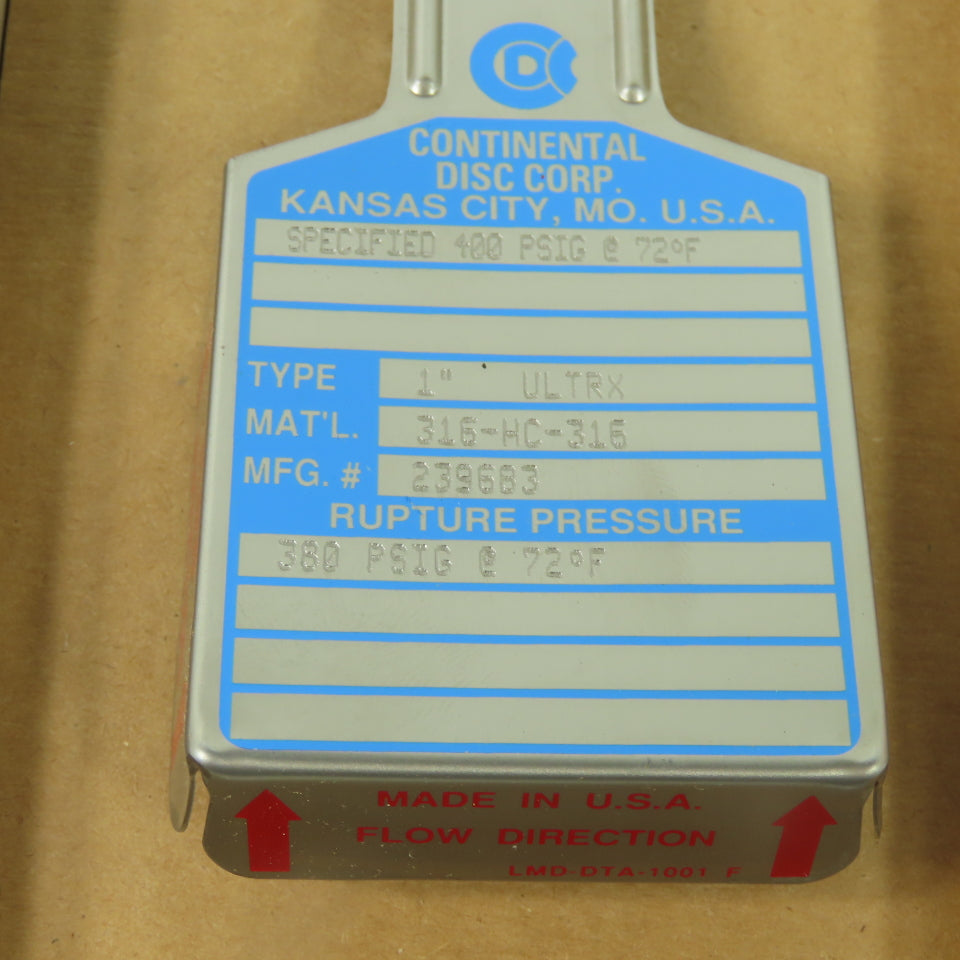 CDC
CONTINENTAL
DISC CORP.
KANSAS CITY, MO. U.S.A.
SPECIFIED 400 PSIG @ 72°F
TYPE 1" ULTRX
MAT'L. 316-HC-316
MFG. # 239683
RUPTURE PRESSURE
380 PSIG @ 72°F
MADE IN U.S.A.
FLOW DIRECTION
LMD-DTA-1001 F